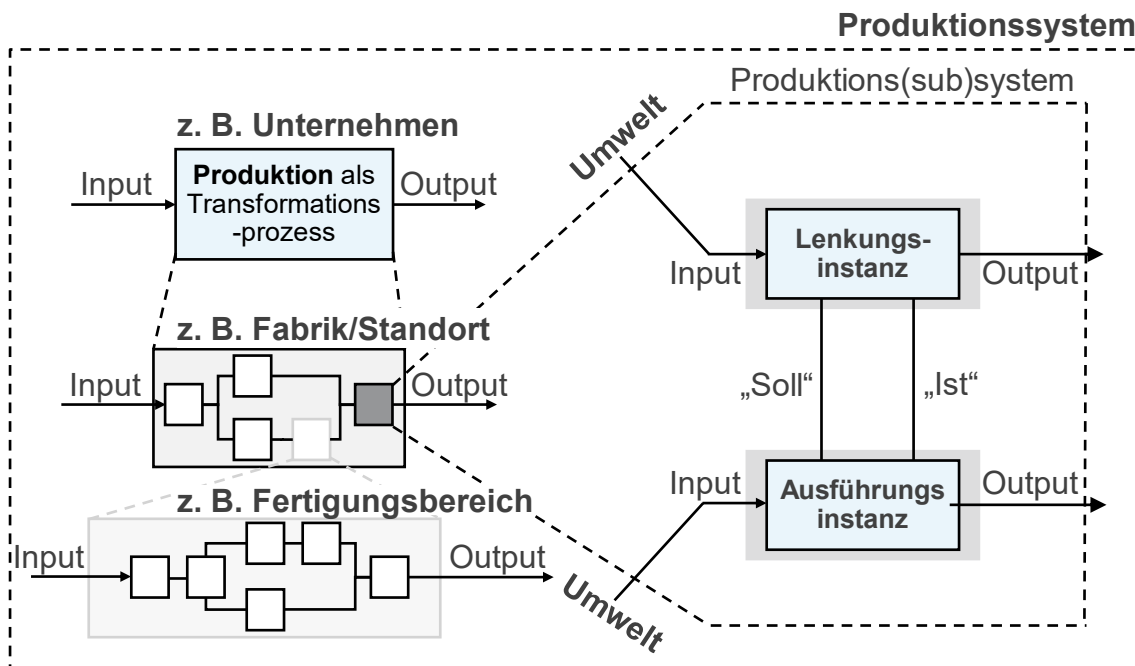 Produktionssystem
Produktions(sub)system
z. B. Unternehmen
Input
Produktion als
Transformations
-prozess
Output
z. B. Fabrik/Standort
Input
Output
z. B. Fertigungsbereich
Input
Output
Umwelt
Input
Lenkungs-
instanz
Output
„Soll“
„Ist“
Umwelt
Input
Ausführungs
instanz
Output